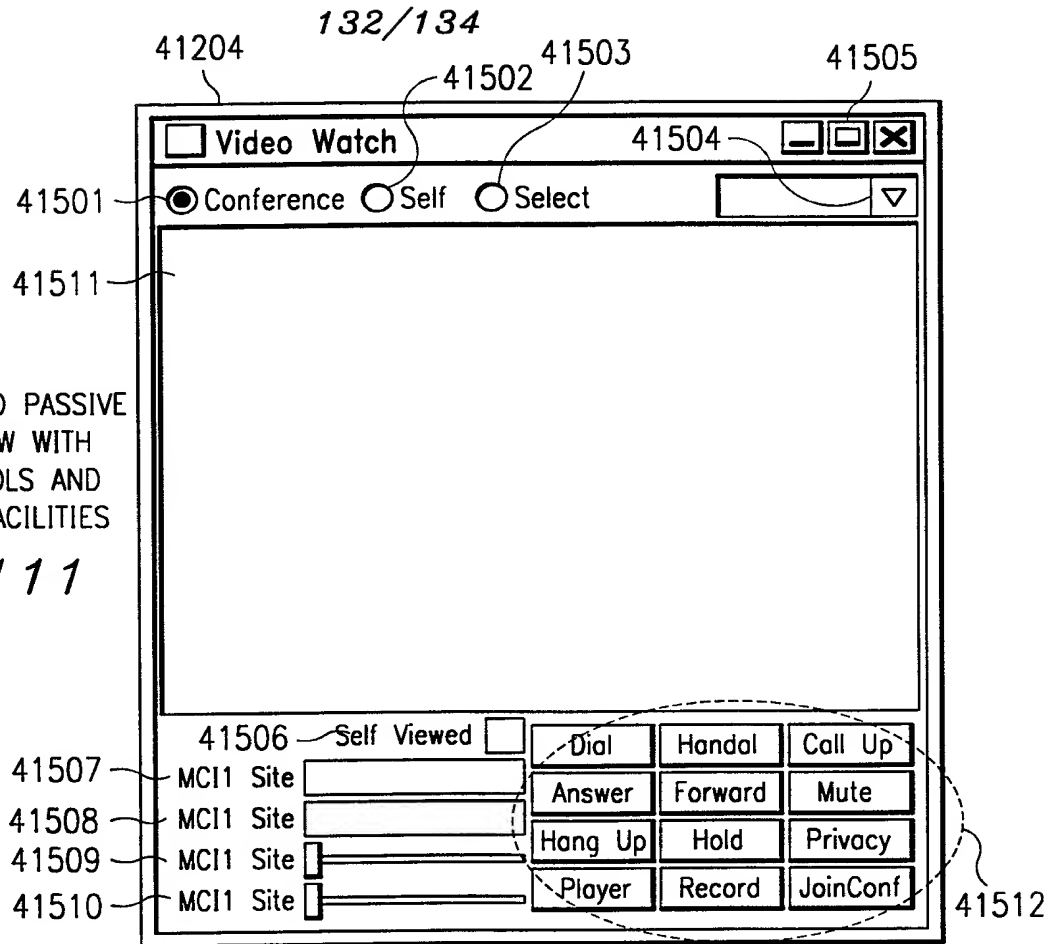 132/134
41204
41502
41503
41505
Video Watch
41504
41501
Conference Self Select
41511
PASSIVE
WITH
AND
11
41506
Self Viewed
41507
MCI1 Site
41508
MCI1 Site
41509
MCI1 Site
41510
MCI1 Site
Dial Handal Call Up
Answer Forward Mute
Hang Up Hold Privacy
Player Record JoinConf
41512